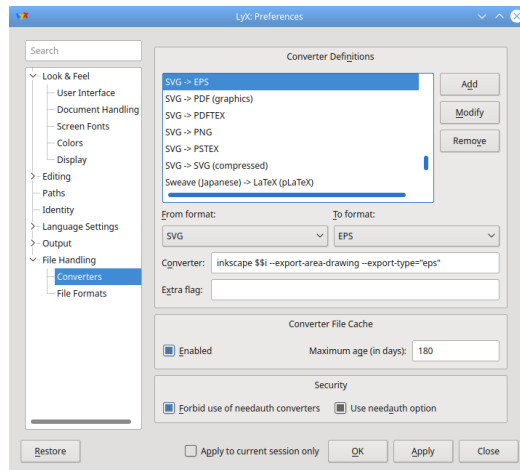 LyX: Preferences
Search
Look & Feel
User Interface
Document Handling
Screen Fonts
Colors
Display
Editing
Paths
Identity
Language Settings
Output
File Handling
Converters
File Formats
Converter Definitions
SVG -> EPS
SVG -> PDF (graphics)
SVG -> PDFTEX
SVG -> PNG
SVG -> PSTEX
SVG -> SVG (compressed)
Sweave (Japanese) -> LaTeX (pLaTeX)
Add
Modify
Remove
From format: To format:
SVG EPS
Converter: inkscape $$i --export-area-drawing --export-type="eps"
Extra flag:
Converter File Cache
Enabled Maximum age (in days): 180
Security
Forbid use of needauth converters Use needauth option
Restore Apply to current session only OK Apply Close